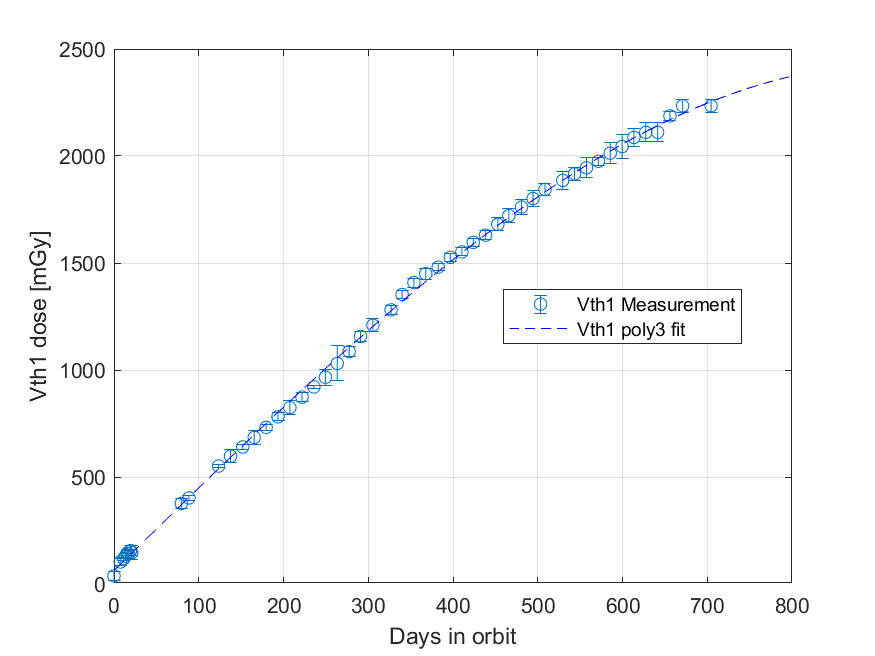 2500
2000
1500
1000
500
0
Vth1 dose [mGy]
Vth1 Measurement
Vth1 poly3 fit
0 100 200 300 400 500 600 700 800
Days in orbit